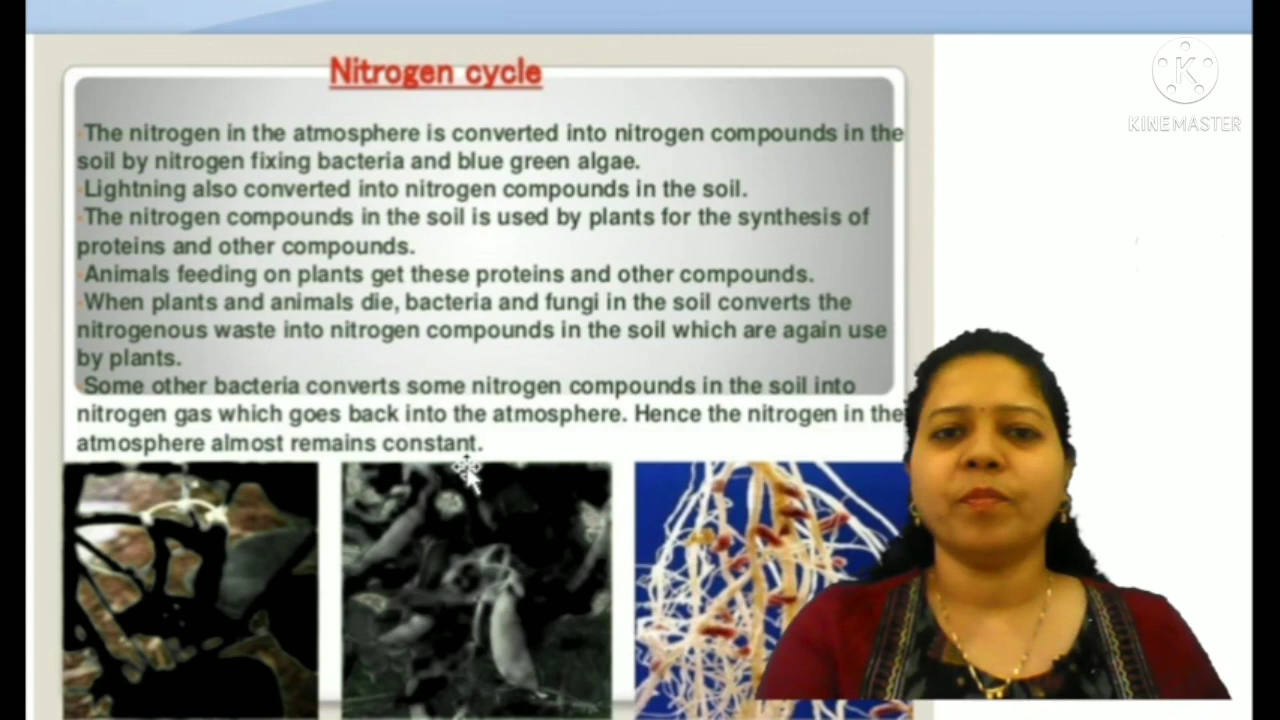 Nitrogen cycle
K
KINEMASTER
The nitrogen in the atmosphere is converted into nitrogen compounds in the
soil by nitrogen fixing bacteria and blue green algae.
Lightning also converted into nitrogen compounds in the soil.
The nitrogen compounds in the soil is used by plants for the synthesis of
proteins and other compounds.
Animals feeding on plants get these proteins and other compounds.
When plants and animals die, bacteria and fungi in the soil converts the
nitrogenous waste into nitrogen compounds in the soil which are again use
by plants.
Some other bacteria converts some nitrogen compounds in the soil into
nitrogen gas which goes back into the atmosphere. Hence the nitrogen in the
atmosphere almost remains constant.